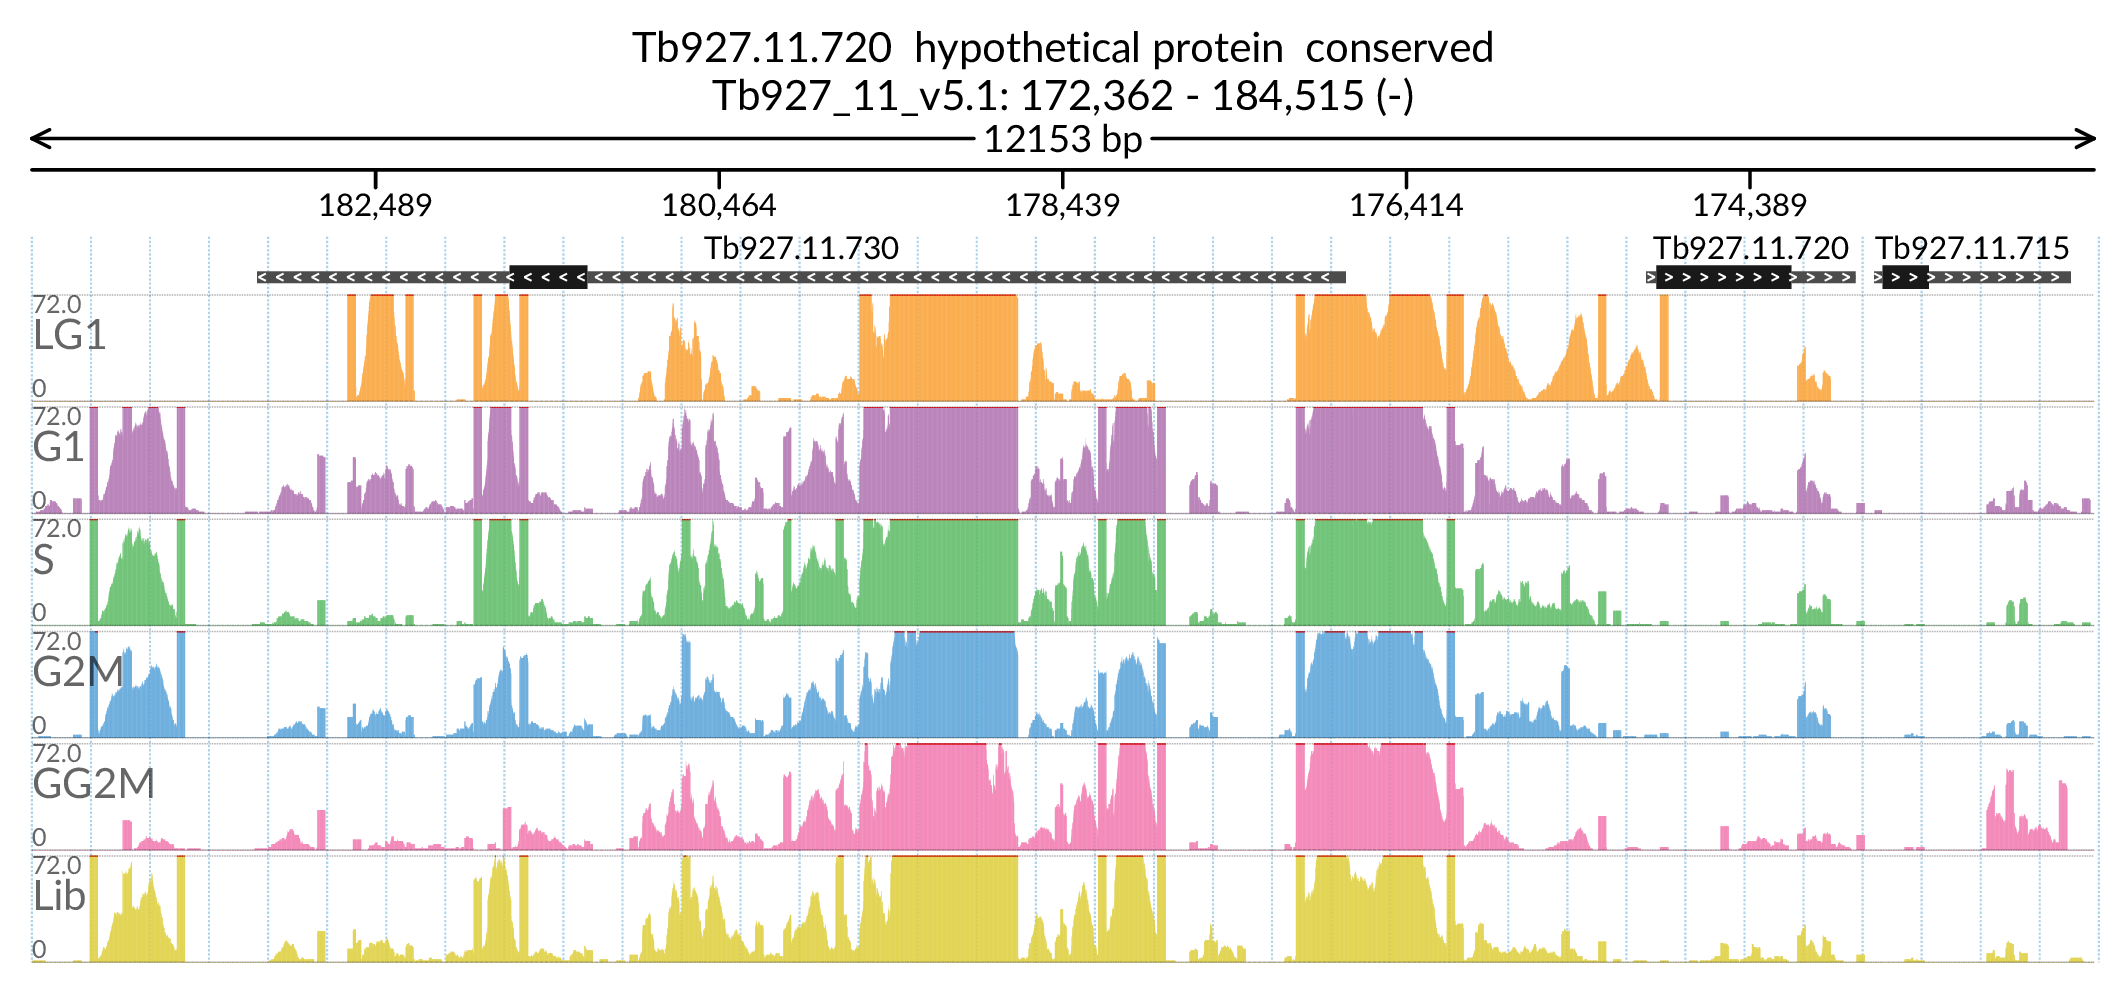 Tb927.11.720 hypothetical protein conserved
Tb927_11_v5.1: 172,362 - 184,515 (-)
12153 bp
182,489 180,464 178,439 176,414 174,389
Tb927.11.730 Tb927.11.720 Tb927.11.715
72.0
LG1
0
72.0
G1
0
72.0
S
0
72.0
G2M
0
72.0
GG2M
0
72.0
Lib
0